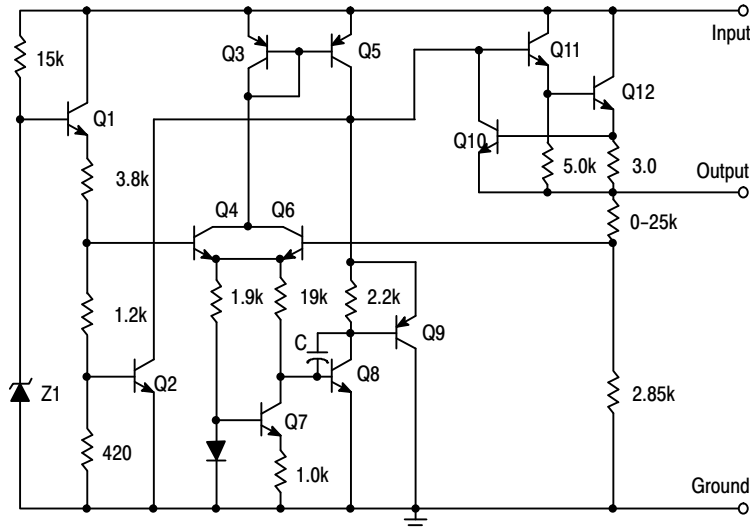 Input
Q3
Q5
Q11
15k
Q12
Q1
Q10
5.0k
3.0
Output
3.8k
Q4
Q6
0-25k
1.9k
19k
2.2k
1.2k
C
Q9
Z1
Q2
Q8
2.85k
Q7
420
1.0k
Ground